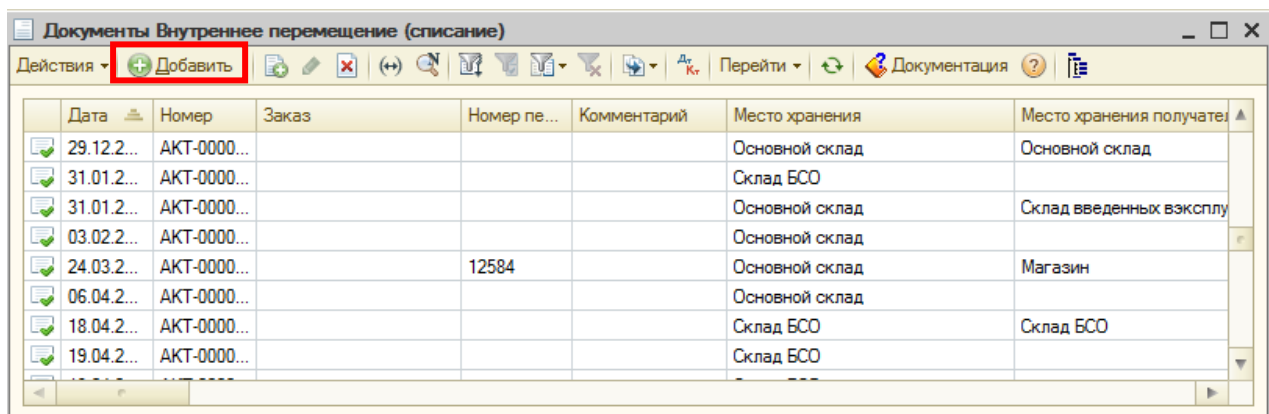 Документы Внутреннее перемещение (списание)
Действия Добавить Дт Кт Перейти Документация
Дата Номер Заказ Номер пе... Комментарий Место хранения Место хранения получател
29.12.2... АКТ-0000... Основной склад Основной склад
31.01.2... АКТ-0000... Склад БСО
31.01.2... АКТ-0000... Основной склад Склад введенных вэксплу
03.02.2... АКТ-0000... Основной склад
24.03.2... АКТ-0000... 12584 Основной склад Магазин
06.04.2... АКТ-0000... Основной склад
18.04.2... АКТ-0000... Склад БСО Склад БСО
19.04.2... АКТ-0000... Склад БСО